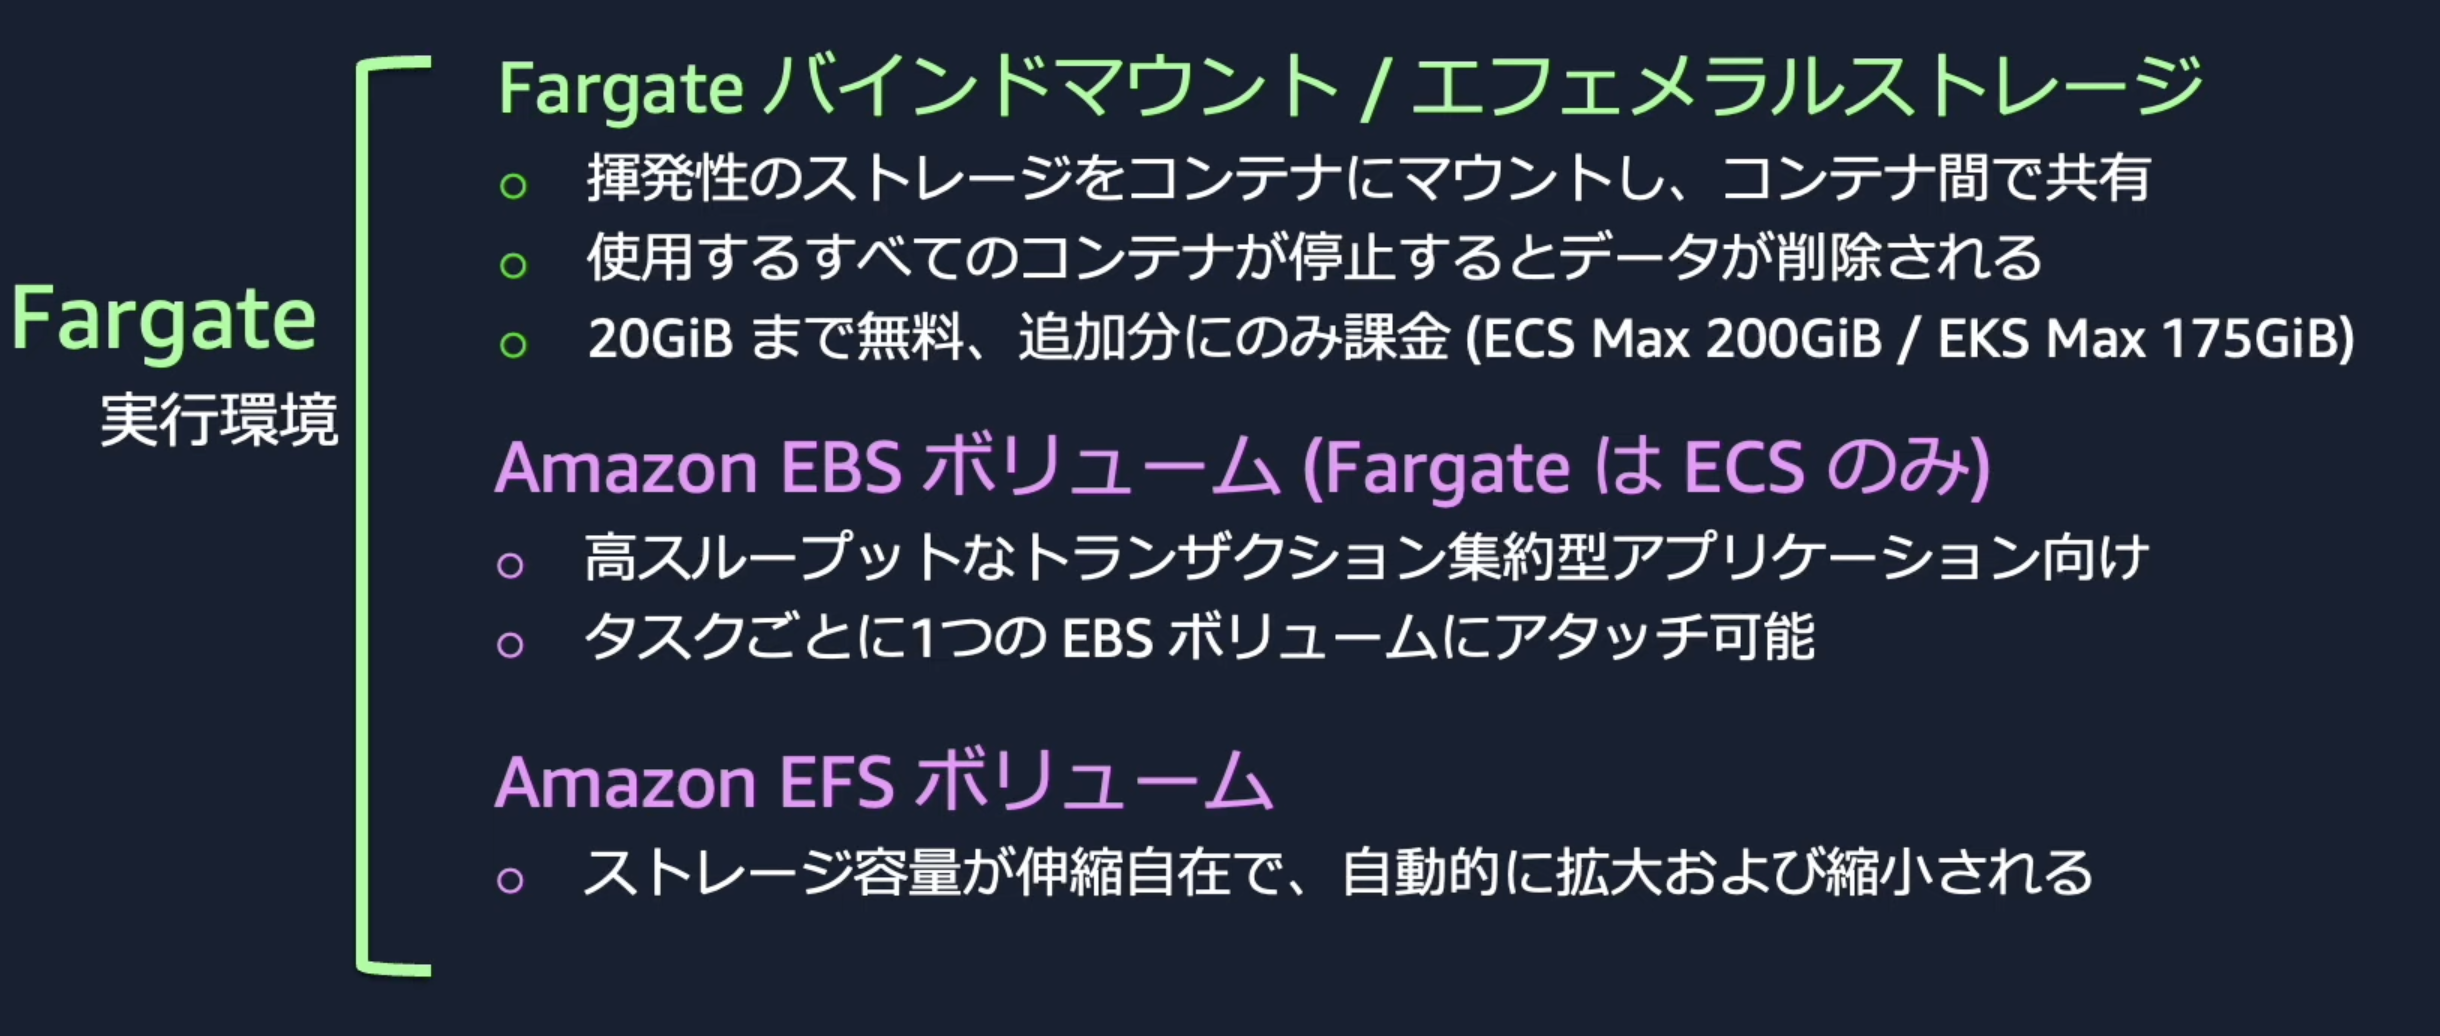 Fargate
実行環境
Fargate バインドマウント / エフェメラルストレージ
○ 揮発性のストレージをコンテナにマウントし、コンテナ間で共有
○ 使用するすべてのコンテナが停止するとデータが削除される
○ 20GiB まで無料、追加分にのみ課金 (ECS Max 200GiB / EKS Max 175GiB)
Amazon EBS ボリューム (Fargate は ECS のみ)
○ 高スループットなトランザクション集約型アプリケーション向け
○ タスクごとに1つの EBS ボリュームにアタッチ可能
Amazon EFS ボリューム
○ ストレージ容量が伸縮自在で、自動的に拡大および縮小される